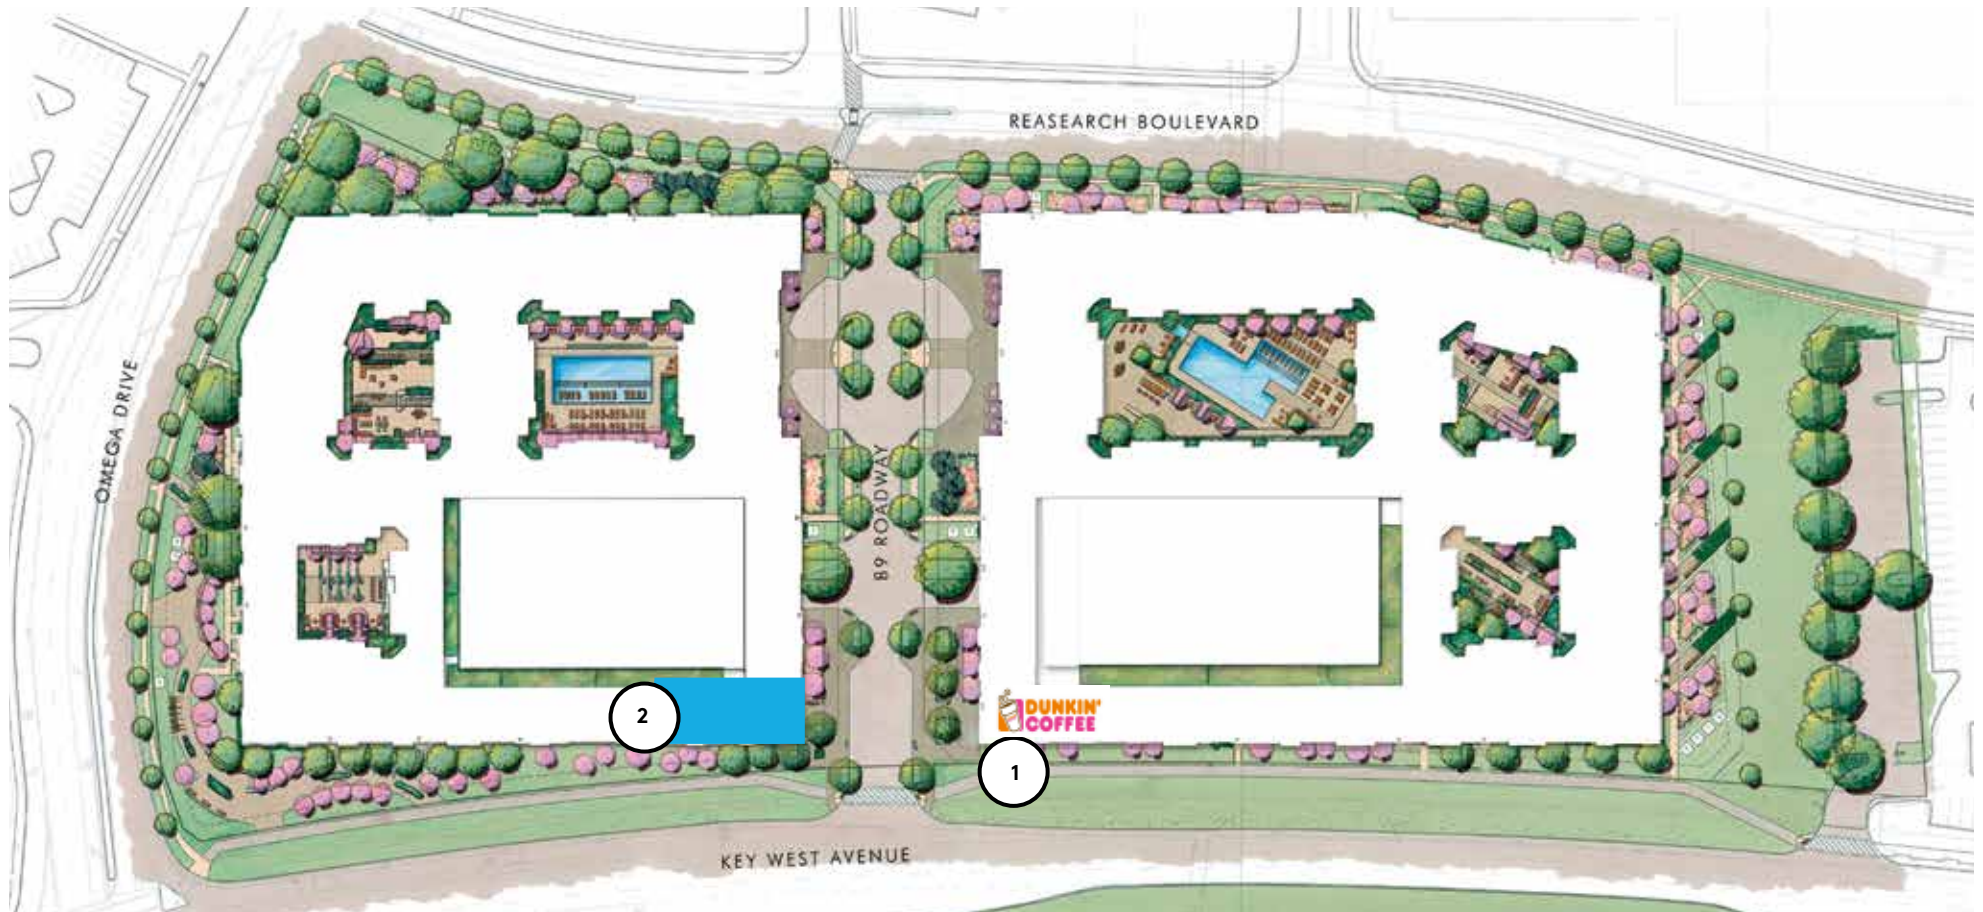 REASEARCH BOULEVARD
OMEGA DRIVE
89 ROADWAY
2
DUNKIN'
COFFEE
1
KEY WEST AVENUE